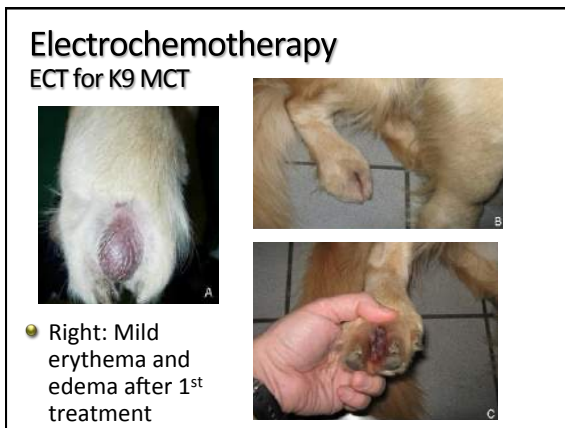 Electrochemotherapy
ECT for K9 MCT
A
B
Right: Mild
erythema and
edema after 1st
treatment
C